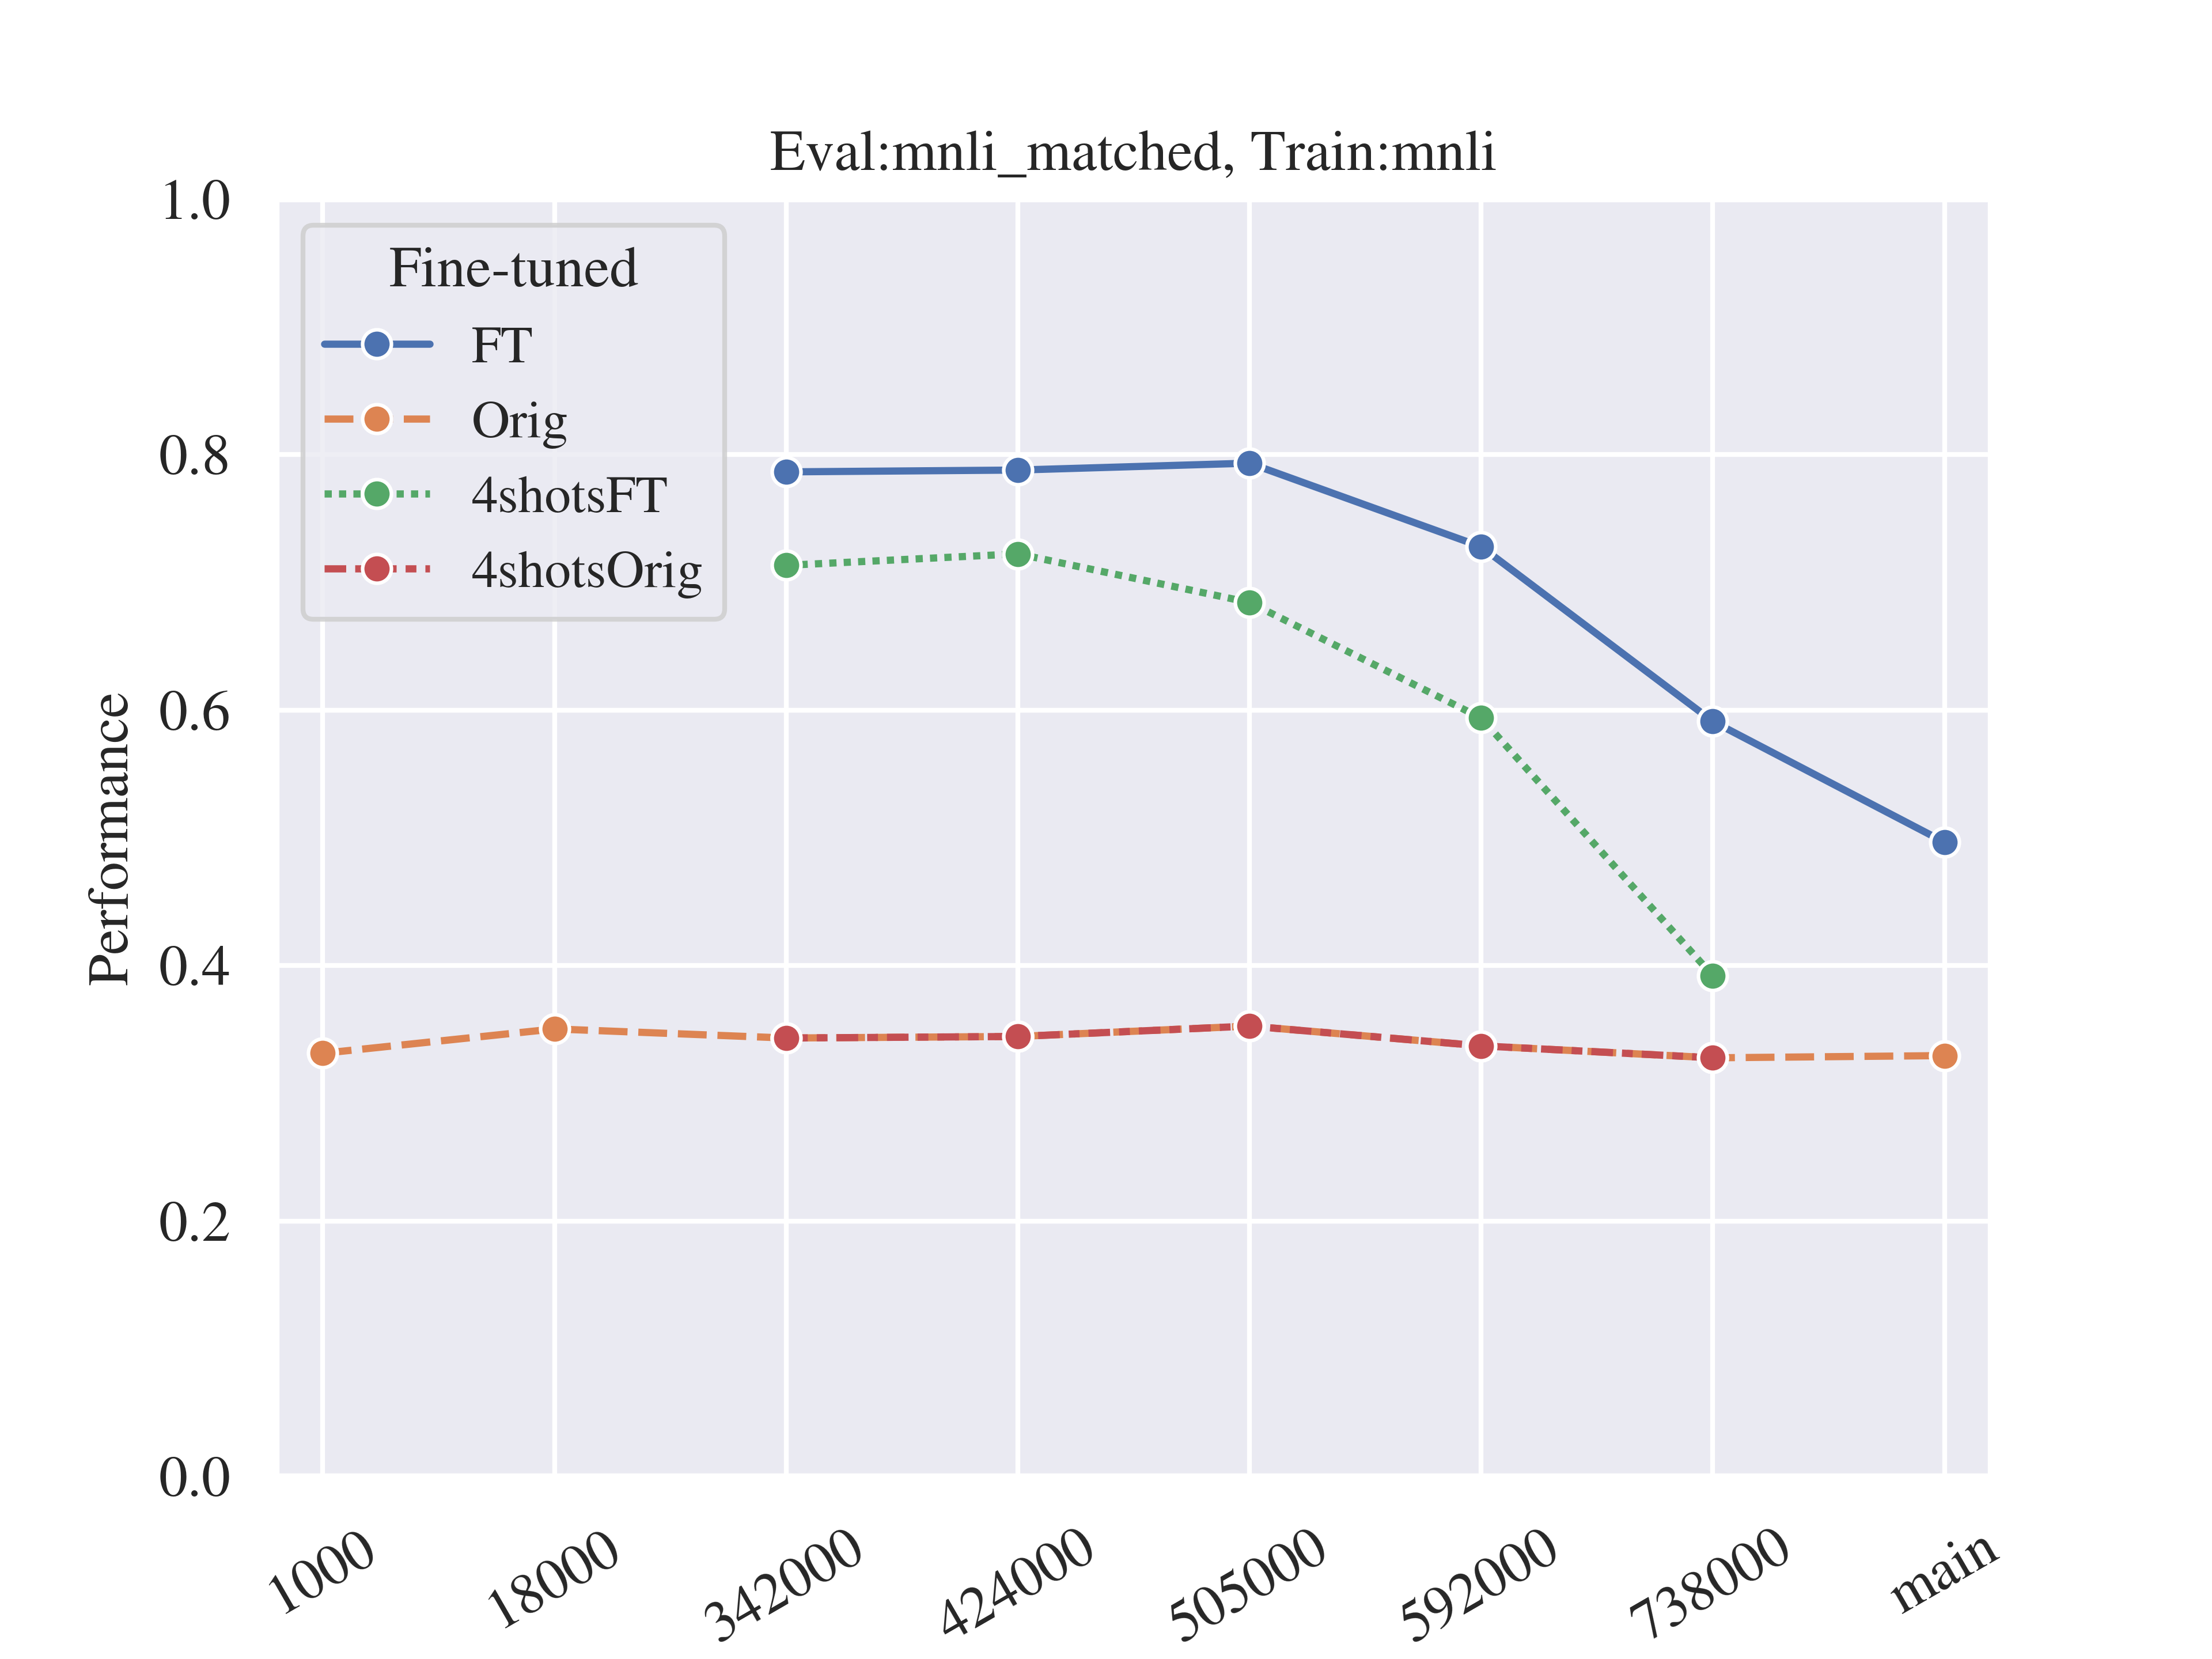 Eval:mnli_matched, Train:mnli
1.0
0.8
0.6
0.4
0.2
0.0
Performance
Fine-tuned
FT
Orig
4shotsFT
4shotsOrig
1000
18000
342000
424000
505000
592000
738000
main